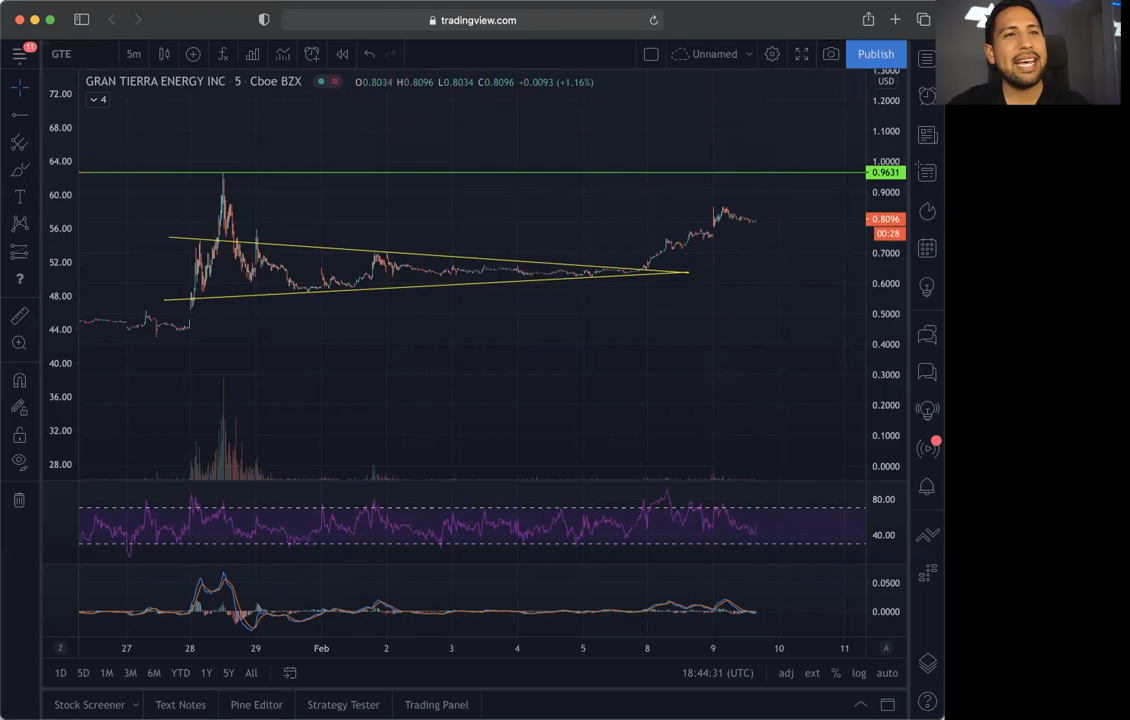 tradingview.com
11
GTE
5m
Unnamed
Publish
GRAN TIERRA ENERGY INC · 5 · Cboe BZX
O0.8034 H0.8096 L0.8034 C0.8096 +0.0093 (+1.16%)
4
72.00
68.00
64.00
60.00
56.00
52.00
48.00
44.00
40.00
36.00
32.00
28.00
1.3000
USD
1.2000
1.1000
1.0000
0.9631
0.9000
0.8096
00:28
0.7000
0.6000
0.5000
0.4000
0.3000
0.2000
0.1000
0.0000
80.00
40.00
0.0500
0.0000
Z
27
28
29
Feb
2
3
4
5
8
9
10
11
A
1D 5D 1M 3M 6M YTD 1Y 5Y All
18:44:31 (UTC)
adj ext % log auto
Stock Screener
Text Notes
Pine Editor
Strategy Tester
Trading Panel